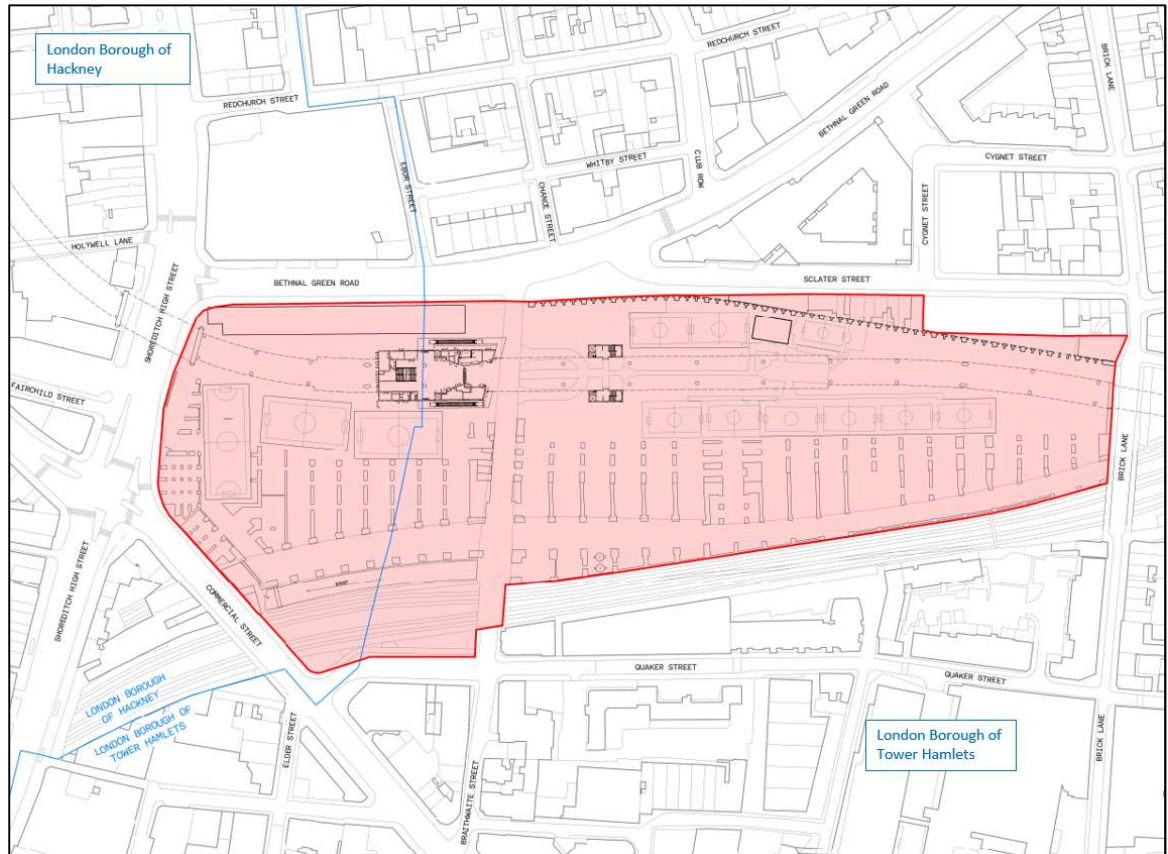 London Borough of
Hackney
REDCHURCH STREET
BRICK LANE
REDCHURCH STREET
BETHNAL GREEN ROAD
WHITBY STREET
CLUB ROW
CYGNET STREET
EBOR STREET
CHANCE STREET
CYGNET STREET
HOLYWELL LANE
SHOREDITCH HIGH STREET
BETHNAL GREEN ROAD
SCLATER STREET
FAIRCHILD STREET
BRICK LANE
SHOREDITCH HIGH STREET
COMMERCIAL STREET
RAMP
QUAKER STREET
QUAKER STREET
LONDON BOROUGH
OF HACKNEY
LONDON BOROUGH OF
TOWER HAMLETS
ELDER STREET
BRAITHWAITE STREET
London Borough of
Tower Hamlets
BRICK LANE